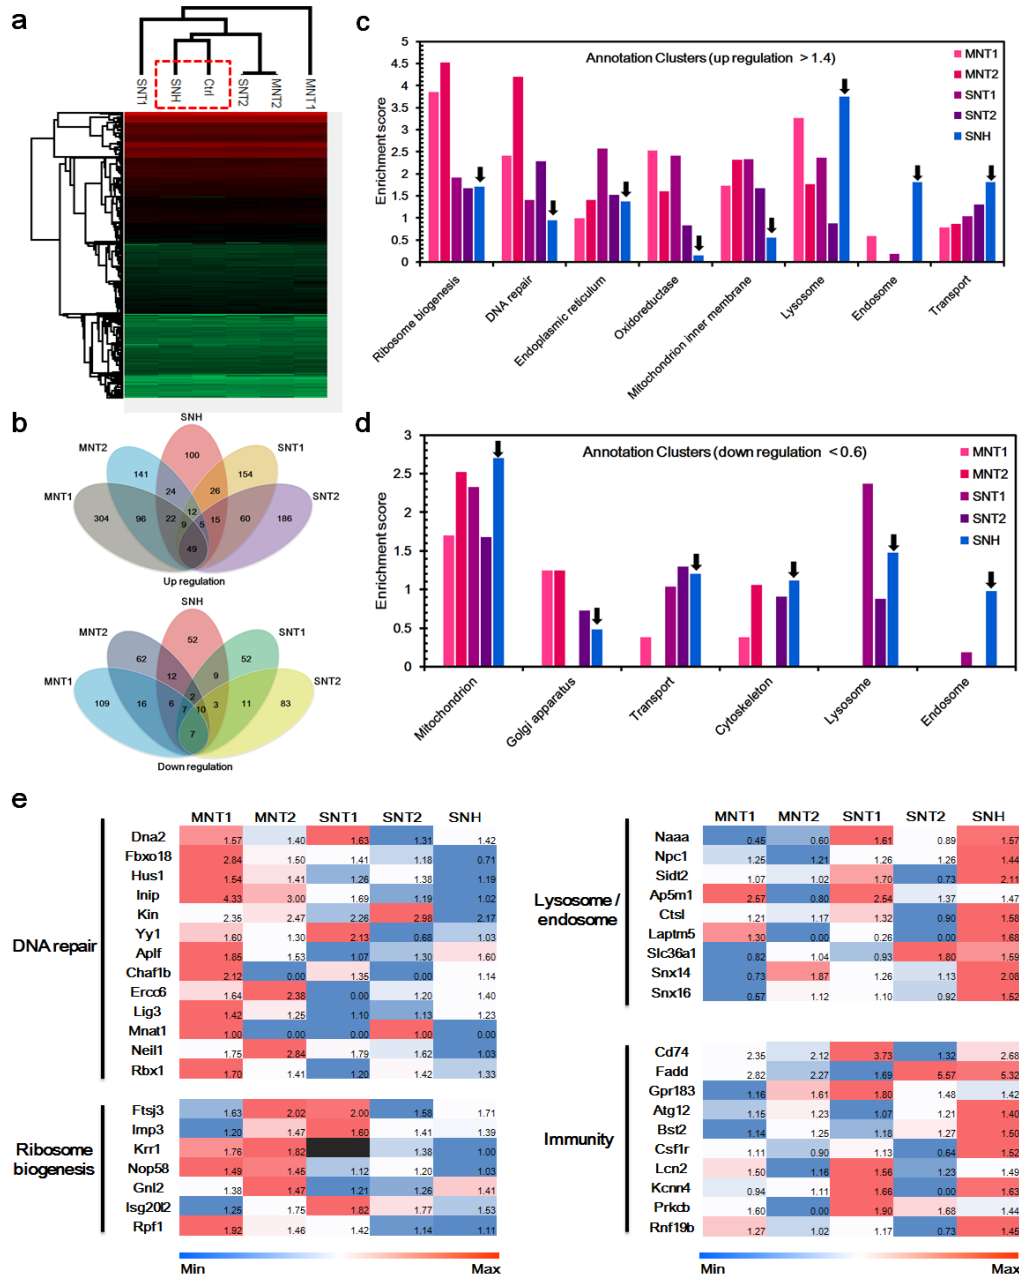 a
SNT1
SNH
Ctrl
SNT2
MNT2
MNT1
b
SNH
MNT2
SNT1
MNT1
SNT2
100
141
154
24
26
12
304
96
22
9
5
15
60
186
49
Up regulation
SNH
MNT2
SNT1
MNT1
SNT2
52
62
52
12
9
2
109
16
6
7
10
3
11
83
7
Down regulation
c
Annotation Clusters (up regulation > 1.4)
MNT1
MNT2
SNT1
SNT2
SNH
Enrichment score
5
4.5
4
3.5
3
2.5
2
1.5
1
0.5
0
Ribosome biogenesis
DNA repair
Endoplasmic reticulum
Oxidoreductase
Mitochondrion inner membrane
Lysosome
Endosome
Transport
d
Annotation Clusters (down regulation < 0.6)
MNT1
MNT2
SNT1
SNT2
SNH
Enrichment score
3
2.5
2
1.5
1
0.5
0
Mitochondrion
Golgi apparatus
Transport
Cytoskeleton
Lysosome
Endosome
e
MNT1 MNT2 SNT1 SNT2 SNH
DNA repair
Dna2 1.57 1.40 1.63 1.31 1.42
Fbxo18 2.84 1.50 1.41 1.18 0.71
Hus1 1.54 1.41 1.26 1.38 1.19
Inip 4.33 3.00 1.69 1.19 1.02
Kin 2.35 2.47 2.26 2.98 2.17
Yy1 1.60 1.30 2.13 0.68 1.03
Aplf 1.85 1.53 1.07 1.30 1.60
Chaf1b 2.12 0.00 1.35 0.00 1.14
Ercc6 1.64 2.38 0.00 1.20 1.40
Lig3 1.42 1.25 1.10 1.13 1.23
Mnat1 1.00 0.00 0.00 1.00 0.00
Neil1 1.75 2.84 1.79 1.62 1.03
Rbx1 1.70 1.41 1.20 1.42 1.33
Ribosome biogenesis
Ftsj3 1.63 2.02 2.00 1.58 1.71
Imp3 1.20 1.47 1.60 1.41 1.39
Krr1 1.76 1.82 1.38 1.00
Nop58 1.49 1.45 1.12 1.20 1.03
Gnl2 1.38 1.47 1.21 1.26 1.41
Isg20l2 1.25 1.75 1.82 1.77 1.53
Rpf1 1.92 1.46 1.42 1.14 1.11
Min Max
MNT1 MNT2 SNT1 SNT2 SNH
Lysosome / endosome
Naaa 0.45 0.60 1.61 0.89 1.57
Npc1 1.25 1.21 1.26 1.26 1.44
Sidt2 1.07 1.02 1.70 0.73 2.11
Ap5m1 2.57 0.80 2.54 1.37 1.47
Ctsl 1.21 1.17 1.32 0.90 1.58
Laptm5 1.30 0.00 0.26 0.00 1.68
Slc36a1 0.82 1.04 0.93 1.80 1.59
Snx14 0.73 1.87 1.26 1.13 2.08
Snx16 0.57 1.12 1.10 0.92 1.52
Immunity
Cd74 2.35 2.12 3.73 1.32 2.68
Fadd 2.82 2.27 1.69 5.57 5.32
Gpr183 1.16 1.61 1.80 1.48 1.42
Atg12 1.15 1.23 1.07 1.21 1.40
Bst2 1.14 1.25 1.18 1.27 1.50
Csf1r 1.11 0.90 1.13 0.64 1.52
Lcn2 1.50 1.16 1.56 1.23 1.49
Kcnn4 0.94 1.11 1.66 0.00 1.63
Prkcb 1.60 0.00 1.90 1.68 1.44
Rnf19b 1.27 1.02 1.17 0.73 1.45
Min Max